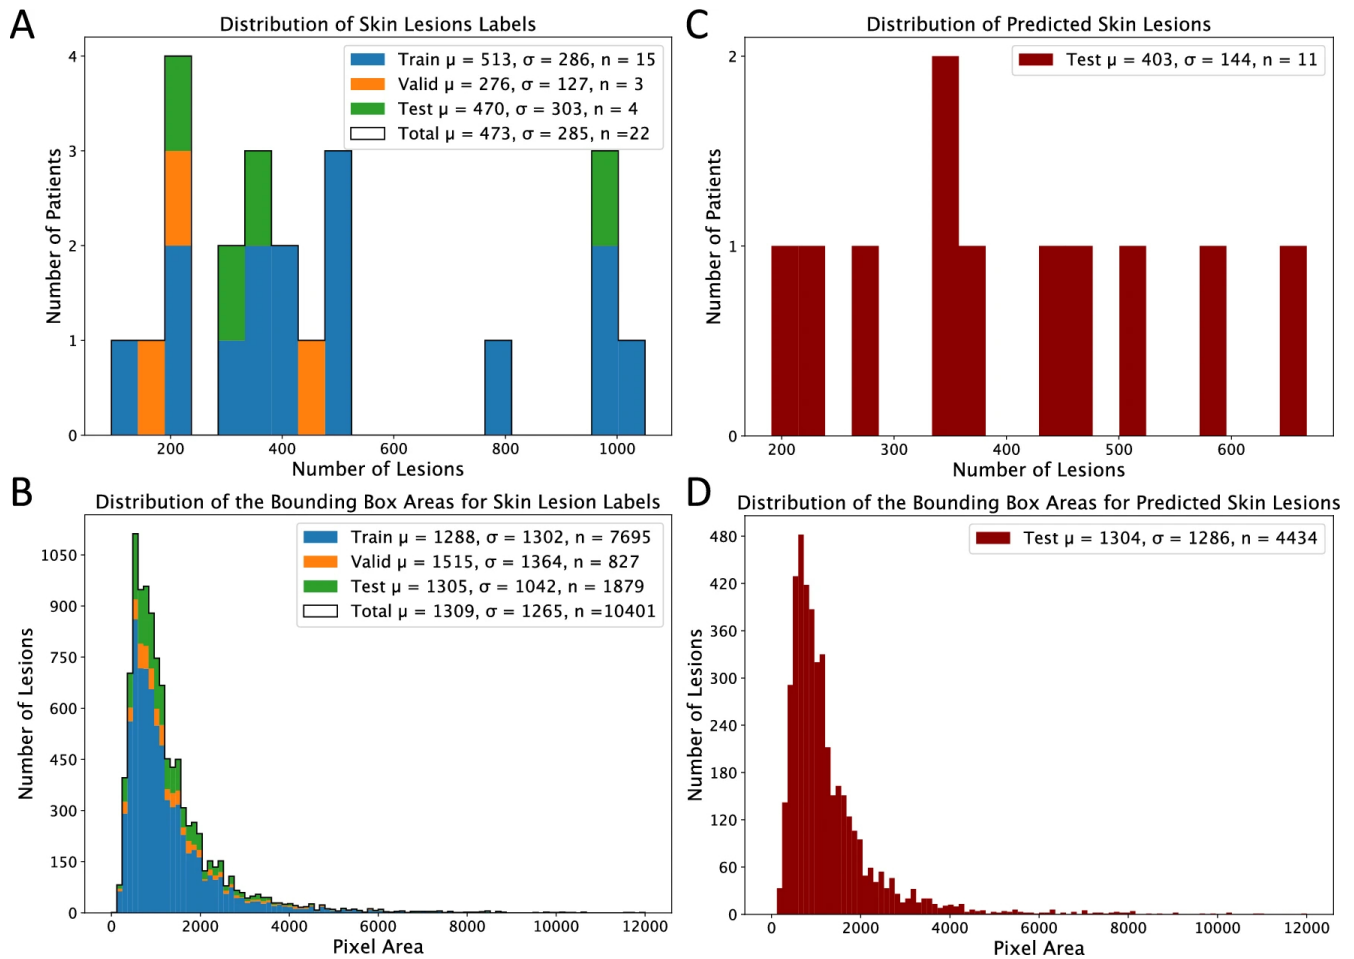 A
Distribution of Skin Lesions Labels
Train μ = 513, σ = 286, n = 15
Valid μ = 276, σ = 127, n = 3
Test μ = 470, σ = 303, n = 4
Total μ = 473, σ = 285, n =22
Number of Patients
4
3
2
1
0
200
400
600
800
1000
Number of Lesions
C
Distribution of Predicted Skin Lesions
Test μ = 403, σ = 144, n = 11
Number of Patients
2
1
0
200
300
400
500
600
Number of Lesions
B
Distribution of the Bounding Box Areas for Skin Lesion Labels
Train μ = 1288, σ = 1302, n = 7695
Valid μ = 1515, σ = 1364, n = 827
Test μ = 1305, σ = 1042, n = 1879
Total μ = 1309, σ = 1265, n =10401
Number of Lesions
1050
900
750
600
450
300
150
0
0
2000
4000
6000
8000
10000
12000
Pixel Area
D
Distribution of the Bounding Box Areas for Predicted Skin Lesions
Test μ = 1304, σ = 1286, n = 4434
Number of Lesions
480
420
360
300
240
180
120
60
0
0
2000
4000
6000
8000
10000
12000
Pixel Area